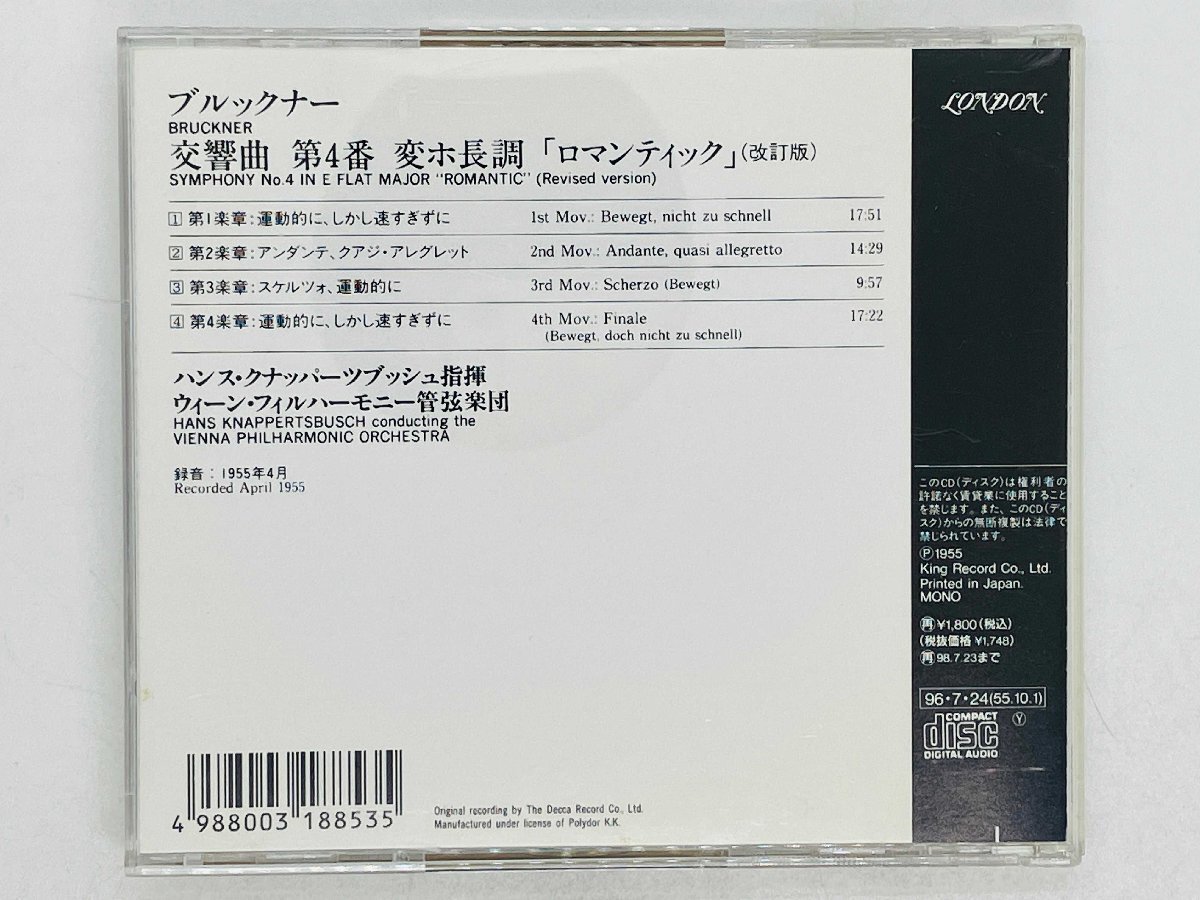 ブルックナー
BRUCKNER
交響曲 第4番 変ホ長調「ロマンティック」(改訂版)
SYMPHONY No.4 IN E FLAT MAJOR "ROMANTIC" (Revised version)
1 第1楽章:運動的に、しかし速すぎずに 1st Mov.: Bewegt, nicht zu schnell 17:51
2 第2楽章:アンダンテ、クアジ・アレグレット 2nd Mov.: Andante, quasi allegretto 14:29
3 第3楽章:スケルツォ、運動的に 3rd Mov.: Scherzo (Bewegt) 9:57
4 第4楽章:運動的に、しかし速すぎずに 4th Mov.: Finale 17:22
(Bewegt, doch nicht zu schnell)
ハンス・クナッパーツブッシュ指揮
ウィーン・フィルハーモニー管弦楽団
HANS KNAPPERTSBUSCH conducting the
VIENNA PHILHARMONIC ORCHESTRA
録音:1955年4月
Recorded April 1955
4 988003 188535
Original recording by The Decca Record Co., Ltd.
Manufactured under license of Polydor K.K.
LONDON
このCD(ディスク)は権利者の
許諾なく賃貸業に使用すること
を禁じます。また、このCD(ディ
スク)からの無断複製は法律で
禁じられています。
Ⓟ1955
King Record Co., Ltd.
Printed in Japan.
MONO
再¥1,800(税込)
(税抜価格 ¥1,748)
再98.7.23まで
96・7・24(55.10.1)
COMPACT
disc
DIGITAL AUDIO
Ⓨ